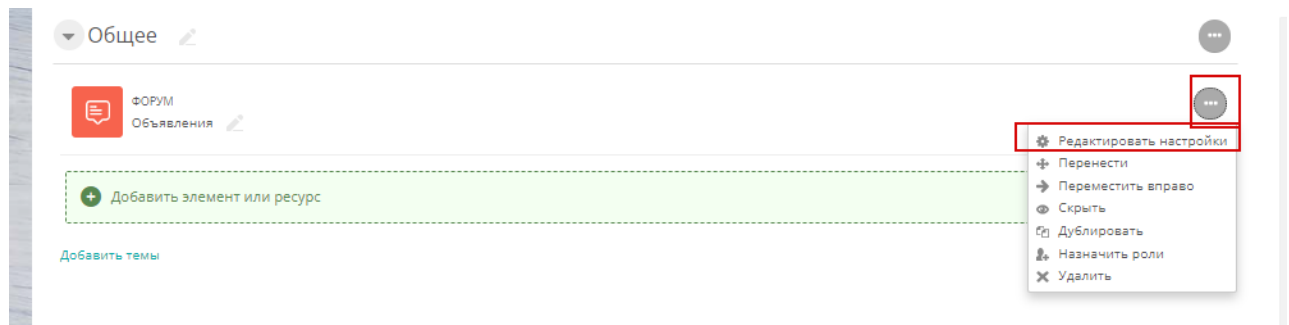 Общее
ФОРУМ
Объявления
Редактировать настройки
Перенести
Переместить вправо
Добавить элемент или ресурс
Скрыть
Дублировать
Добавить темы
Назначить роли
Удалить